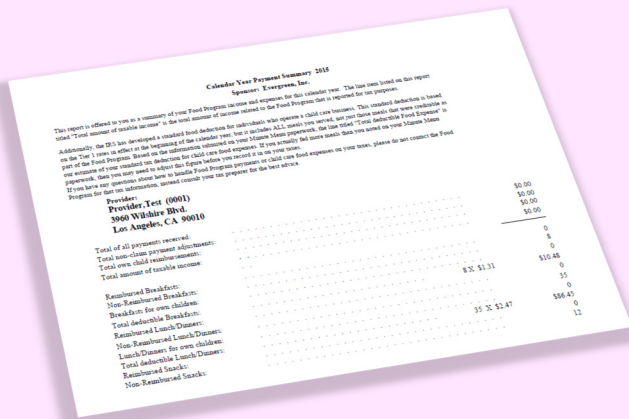 Calendar Year Payment Summary 2015
Sponsor: Evergreen, Inc.
This report is offered to you as a summary of your Food Program income and expenses for this calendar year. The line item listed on this report
titled "Total amount of taxable income" is the total amount of income related to the Food Program that is reported for tax purposes.
Additionally, the IRS has developed a standard food deduction for individuals who operate a child care business. This standard deduction is based
on the Tier 1 rates in effect at the beginning of the calendar year, but it includes ALL meals you served, not just those meals that were creditable as
part of the Food Program. Based on the information submitted on your Minute Menu paperwork, the line titled "Total deductible Food Expense" is
our estimate of your standard tax deduction for child care food expenses. If you actually fed more meals than you noted on your Minute Menu
paperwork, then you may need to adjust this figure before you record it in on your taxes.
If you have any questions about how to handle Food Program payments or child care food expenses on your taxes, please do not contact the Food
Program for that tax information, instead consult your tax preparer for the best advice.
Provider:
Provider,Test (0001)
3960 Wilshire Blvd.
Los Angeles, CA 90010
Total of all payments received: $0.00
Total non-claim payment adjustments: $0.00
Total own child reimbursements: $0.00
Total amount of taxable income: $0.00
Reimbursed Breakfasts: 0
Non-Reimbursed Breakfasts: 8
Breakfasts for own children: 0
Total deductible Breakfasts: 8 X $1.31 $10.48
Reimbursed Lunch/Dinners: 0
Non-Reimbursed Lunch/Dinners: 35
Lunch/Dinners for own children: 0
Total deductible Lunch/Dinners: 35 X $2.47 $86.45
Reimbursed Snacks: 0
Non-Reimbursed Snacks: 12